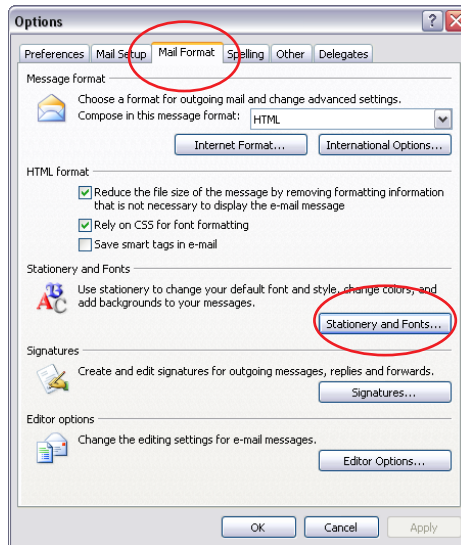 Options
Preferences Mail Setup Mail Format Spelling Other Delegates
Message format
Choose a format for outgoing mail and change advanced settings.
Compose in this message format: HTML
Internet Format... International Options...
HTML format
Reduce the file size of the message by removing formatting information
that is not necessary to display the e-mail message
Rely on CSS for font formatting
Save smart tags in e-mail
Stationery and Fonts
Use stationery to change your default font and style, change colors, and
add backgrounds to your messages.
Stationery and Fonts...
Signatures
Create and edit signatures for outgoing messages, replies and forwards.
Signatures...
Editor options
Change the editing settings for e-mail messages.
Editor Options...
OK Cancel Apply